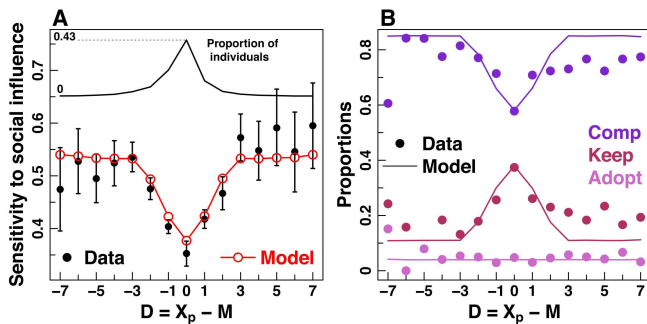 A
0.43
Proportion of
individuals
0
Sensitivity to social influence
0.7
0.6
0.5
0.4
Data
Model
−7 −5 −3 −1 0 1 3 5 7
D = Xp − M
B
Proportions
0.8
0.6
0.4
0.2
0
Data
Model
Comp
Keep
Adopt
−7 −5 −3 −1 0 1 3 5 7
D = Xp − M